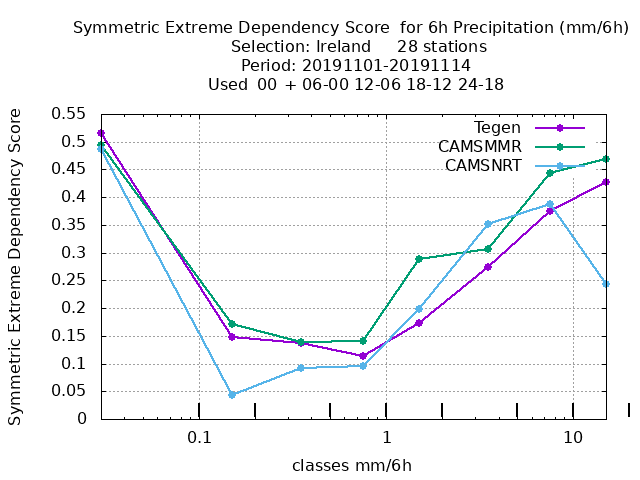 Symmetric Extreme Dependency Score  for 6h Precipitation (mm/6h)
Selection: Ireland     28 stations
Period: 20191101-20191114
Used  00 + 06-00 12-06 18-12 24-18
Symmetric Extreme Dependency Score
0.55
0.5
0.45
0.4
0.35
0.3
0.25
0.2
0.15
0.1
0.05
0
Tegen
CAMSMMR
CAMSNRT
0.1 1 10
classes mm/6h